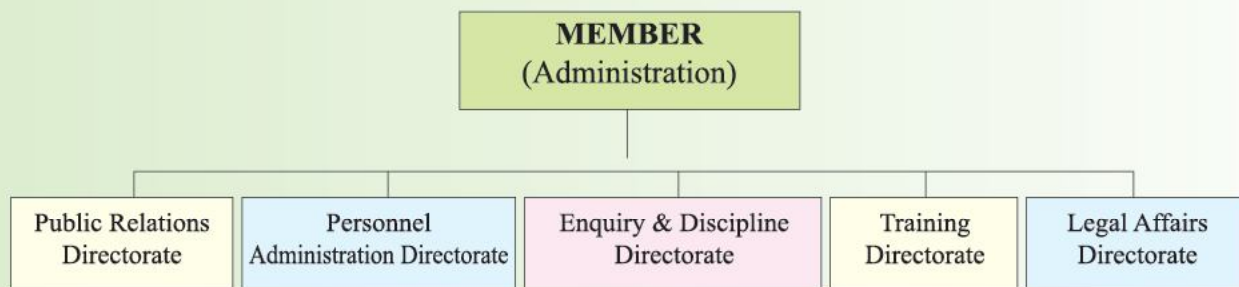 MEMBER
(Administration)
Public Relations
Directorate
Personnel
Administration Directorate
Enquiry & Discipline
Directorate
Training
Directorate
Legal Affairs
Directorate